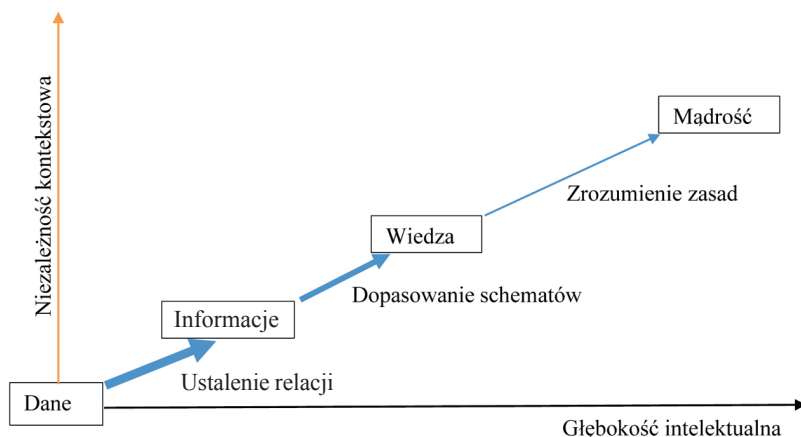 Niezależność kontekstowa
Mądrość
Zrozumienie zasad
Wiedza
Dopasowanie schematów
Informacje
Ustalenie relacji
Dane
Głębokość intelektualna